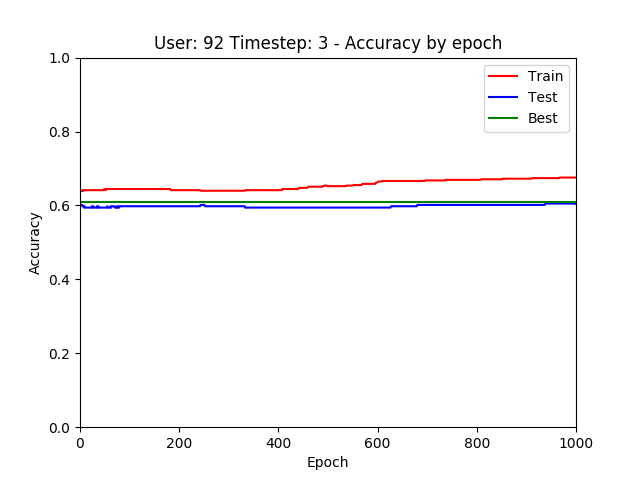 User: 92 Timestep: 3 - Accuracy by epoch
1.0
0.8
0.6
0.4
0.2
0.0
Accuracy
Train
Test
Best
0 200 400 600 800 1000
Epoch